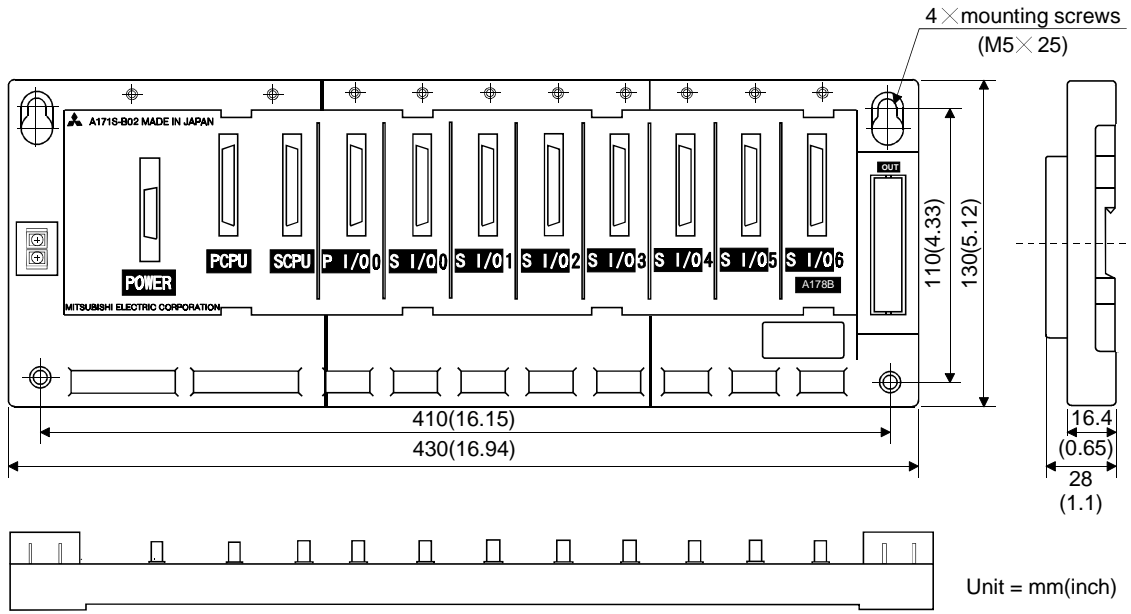 4×mounting screws
(M5×25)
A171S-B02 MADE IN JAPAN
OUT
PCPU SCPU P I/O0 S I/O0 S I/O1 S I/O2 S I/O3 S I/O4 S I/O5 S I/O6
POWER
A178B
MITSUBISHI ELECTRIC CORPORATION
110(4.33)
130(5.12)
410(16.15)
430(16.94)
16.4
(0.65)
28
(1.1)
Unit = mm(inch)